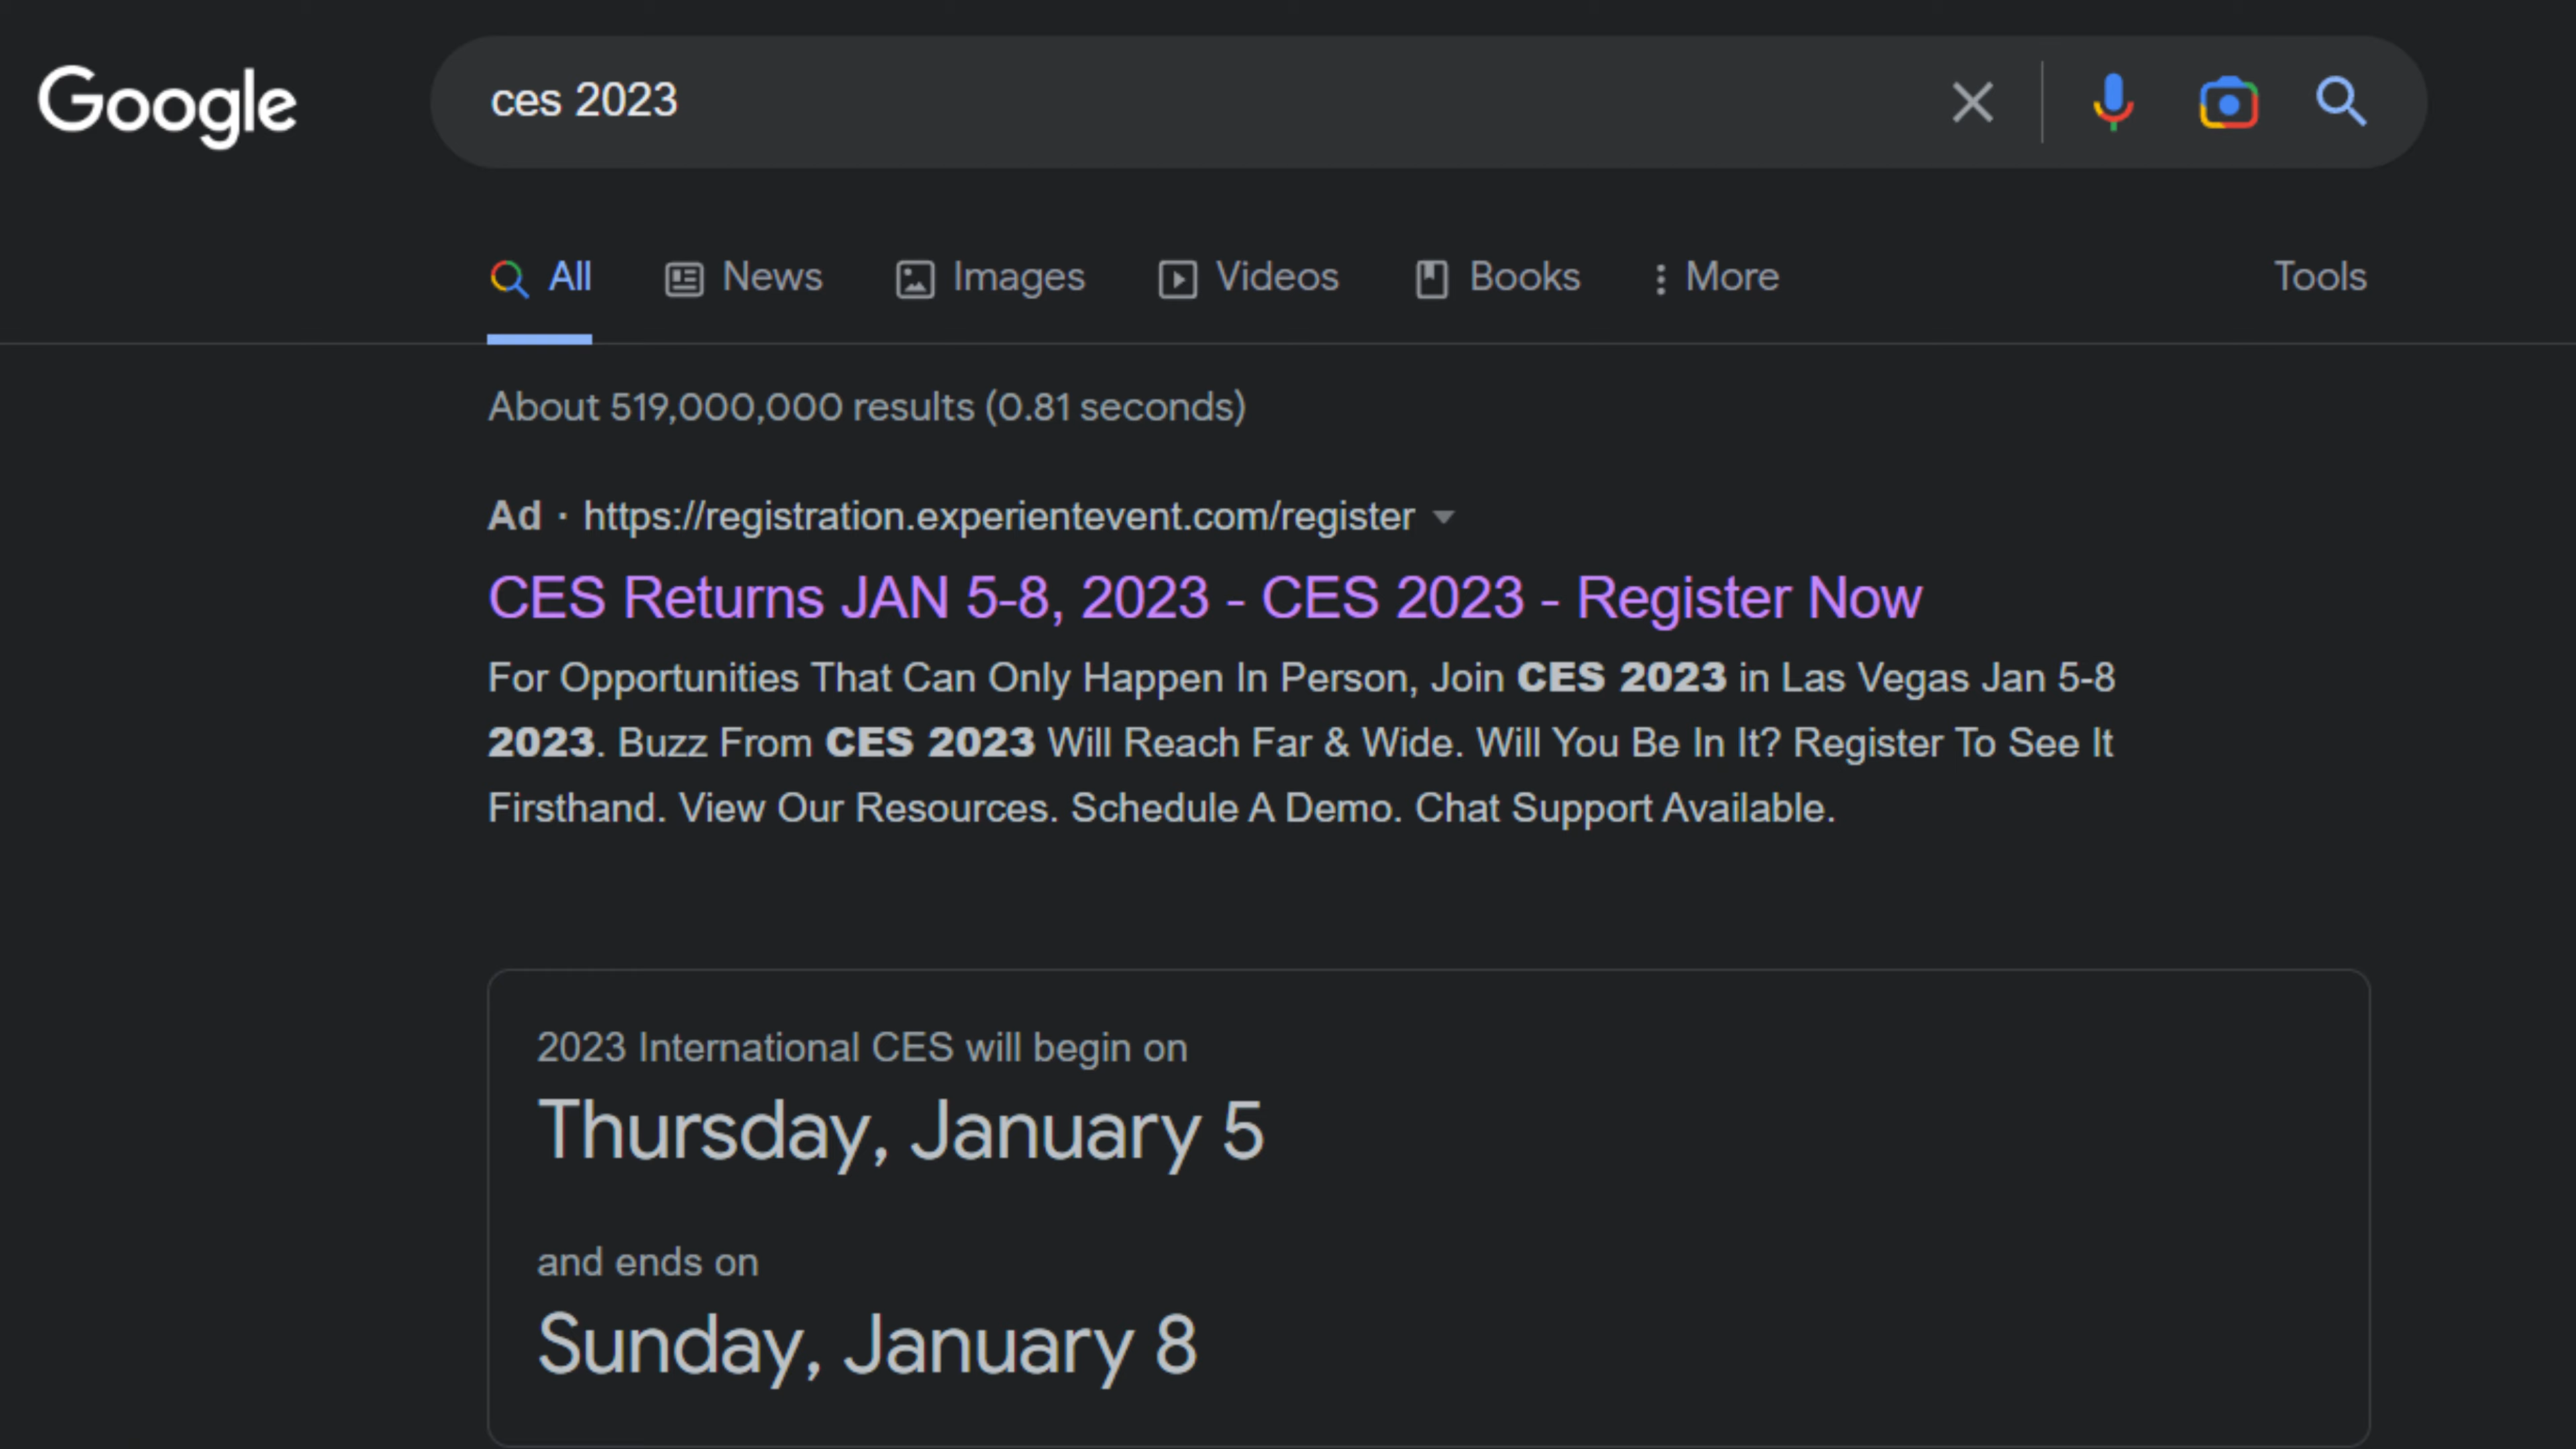 Google
ces 2023
All News Images Videos Books More Tools
About 519,000,000 results (0.81 seconds)
Ad · https://registration.experientevent.com/register
CES Returns JAN 5-8, 2023 - CES 2023 - Register Now
For Opportunities That Can Only Happen In Person, Join CES 2023 in Las Vegas Jan 5-8
2023. Buzz From CES 2023 Will Reach Far & Wide. Will You Be In It? Register To See It
Firsthand. View Our Resources. Schedule A Demo. Chat Support Available.
2023 International CES will begin on
Thursday, January 5
and ends on
Sunday, January 8